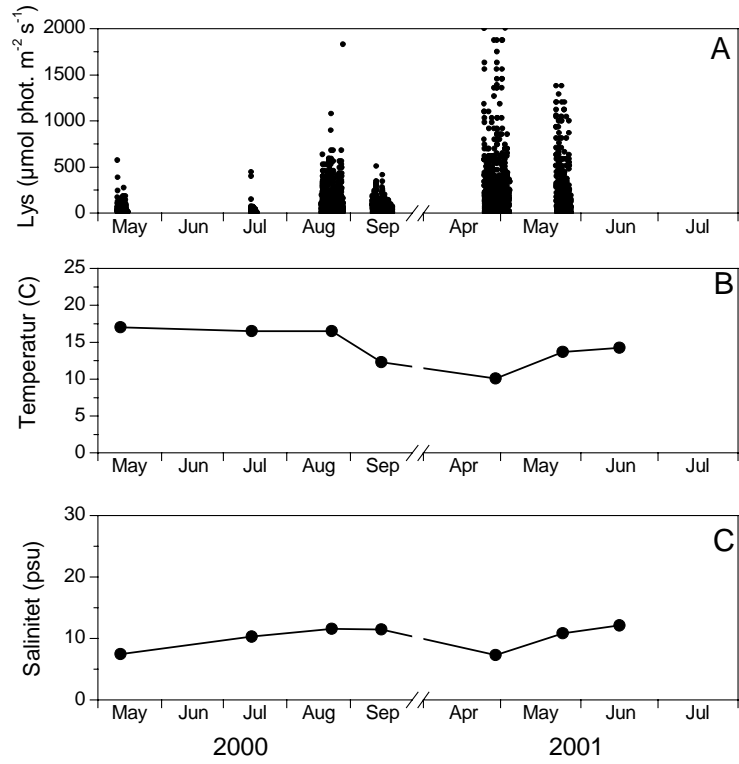 Lys (µmol phot. m⁻² s⁻¹)
2000
1500
1000
500
0
A
May Jun Jul Aug Sep Apr May Jun Jul
Temperatur (C)
25
20
15
10
5
0
B
May Jun Jul Aug Sep Apr May Jun Jul
Salinitet (psu)
30
20
10
0
C
May Jun Jul Aug Sep Apr May Jun Jul
2000 2001